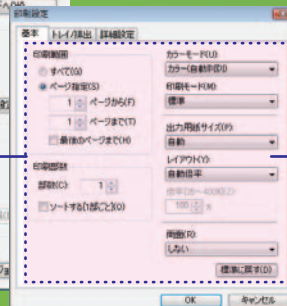 印刷設定
基本 トレイ/排出 詳細設定
印刷範囲
すべて(G)
ページ指定(S)
1 ページから(F)
1 ページまで(T)
最後のページまで(H)
印刷部数
部数(C): 1
ソートする[1部ごと](O)
カラーモード(U):
カラー(自動判別)
印刷モード(M):
標準
出力用紙サイズ(P):
自動
レイアウト(Y):
自動倍率
100 %
両面(R):
しない
標準に戻す(D)
OK キャンセル